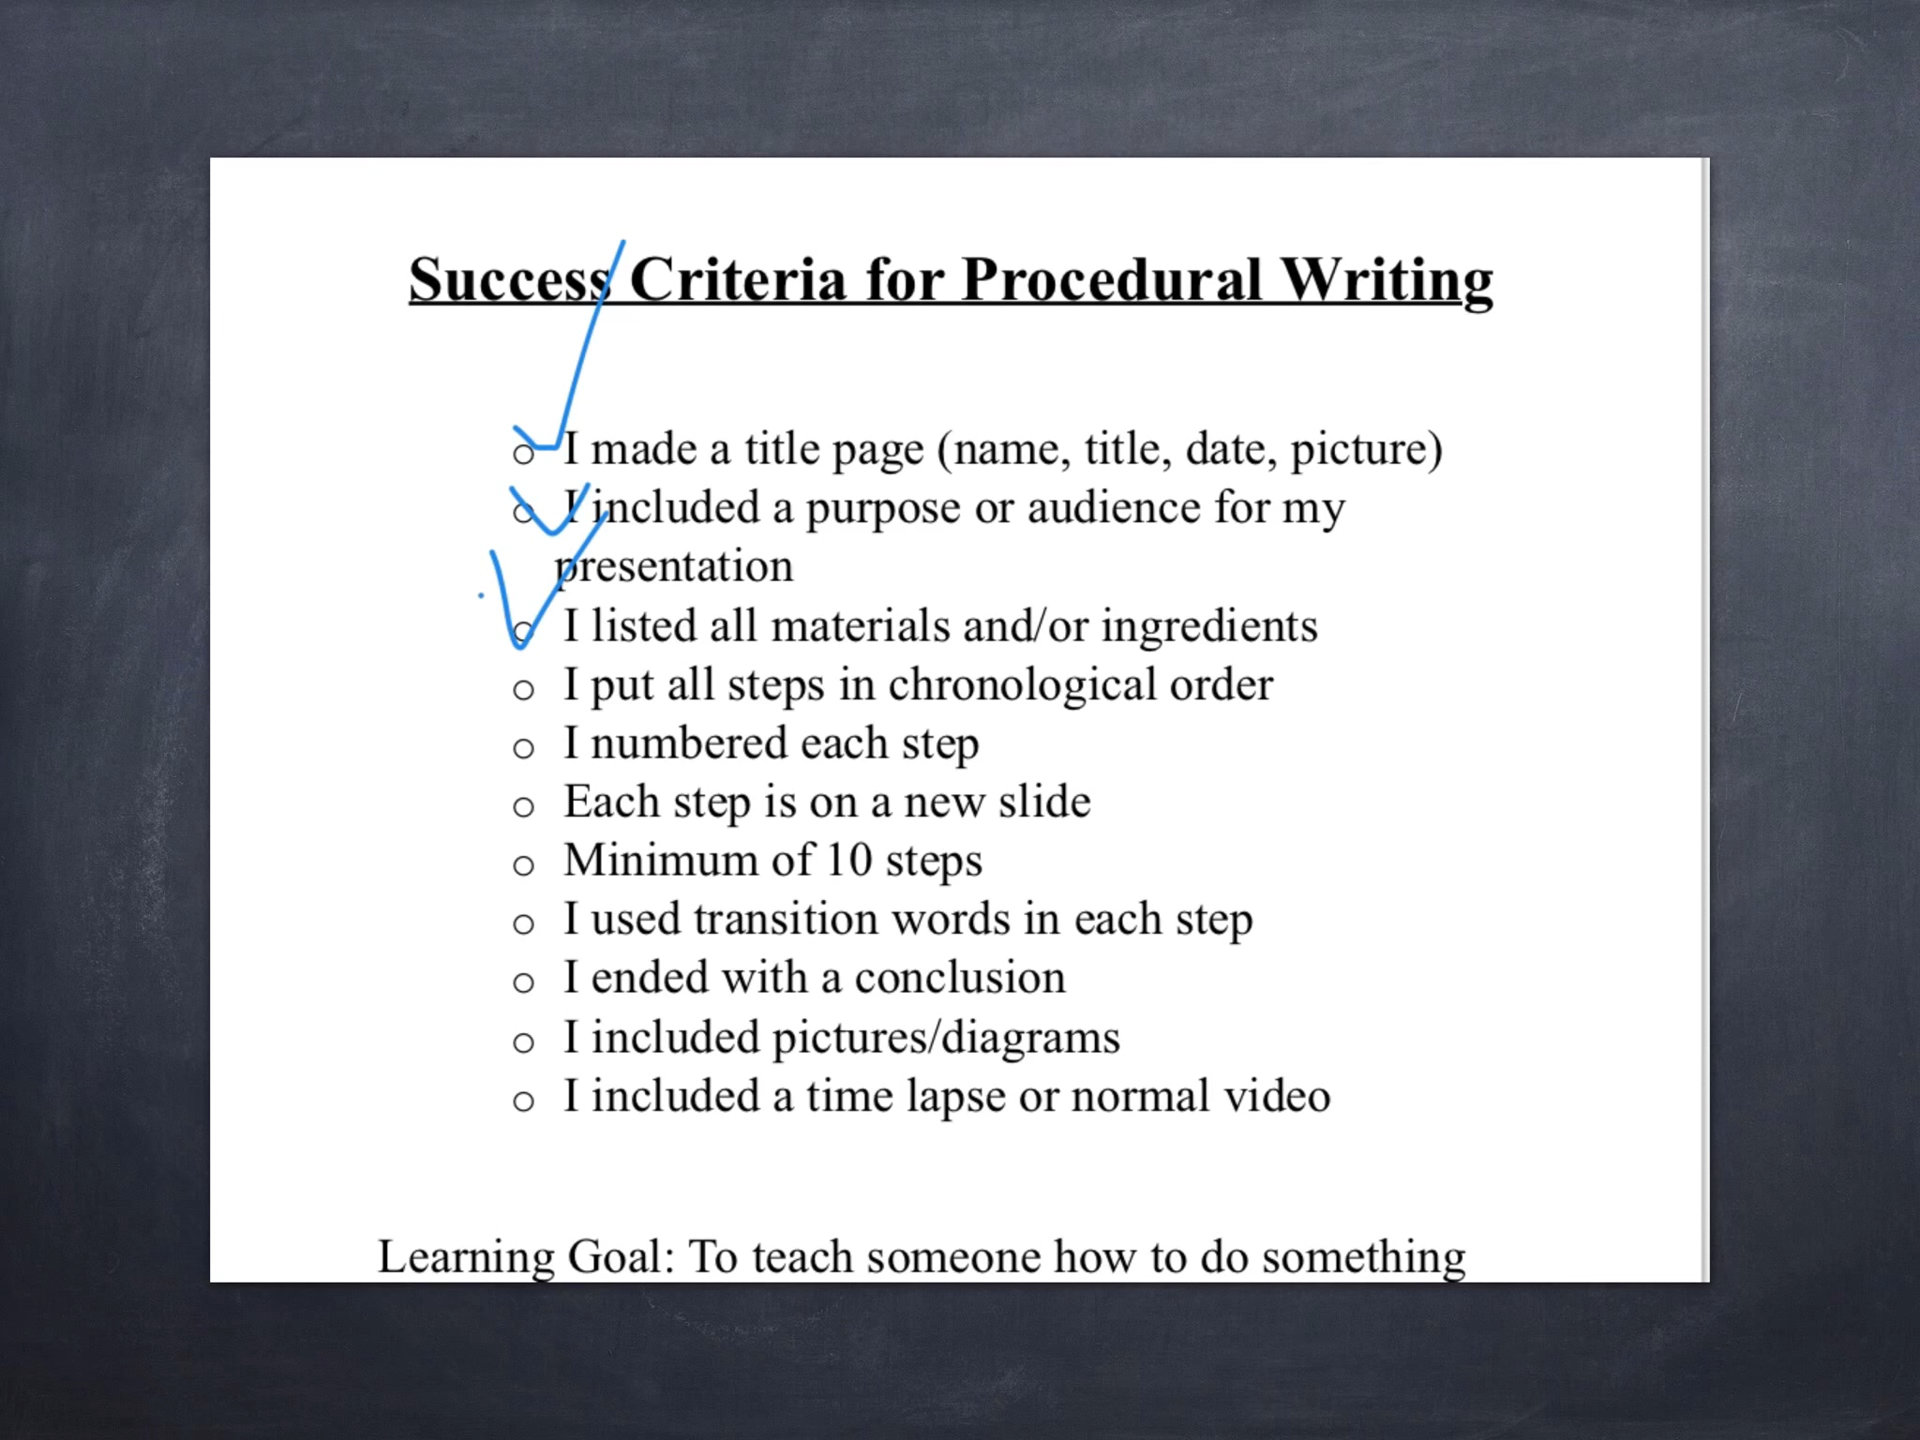 Success Criteria for Procedural Writing
o I made a title page (name, title, date, picture)
o I included a purpose or audience for my
presentation
o I listed all materials and/or ingredients
o I put all steps in chronological order
o I numbered each step
o Each step is on a new slide
o Minimum of 10 steps
o I used transition words in each step
o I ended with a conclusion
o I included pictures/diagrams
o I included a time lapse or normal video
Learning Goal: To teach someone how to do something